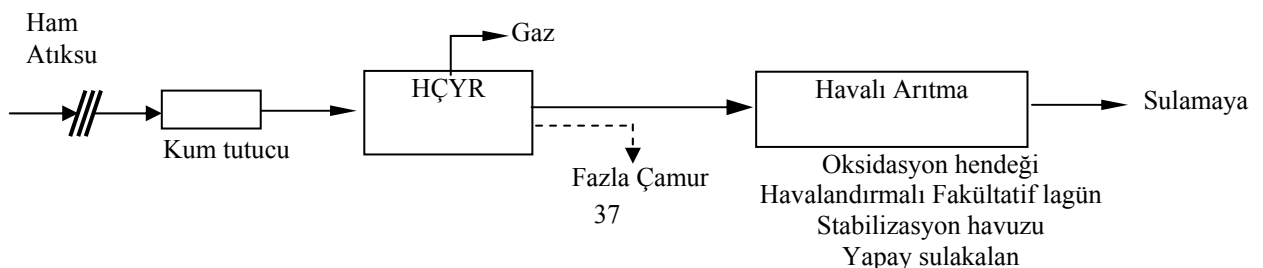 Ham
Atıksu
Gaz
HÇYR
Havalı Arıtma
Sulamaya
Kum tutucu
Fazla Çamur
37
Oksidasyon hendeği
Havalandırmalı Fakültatif lagün
Stabilizasyon havuzu
Yapay sulakalan